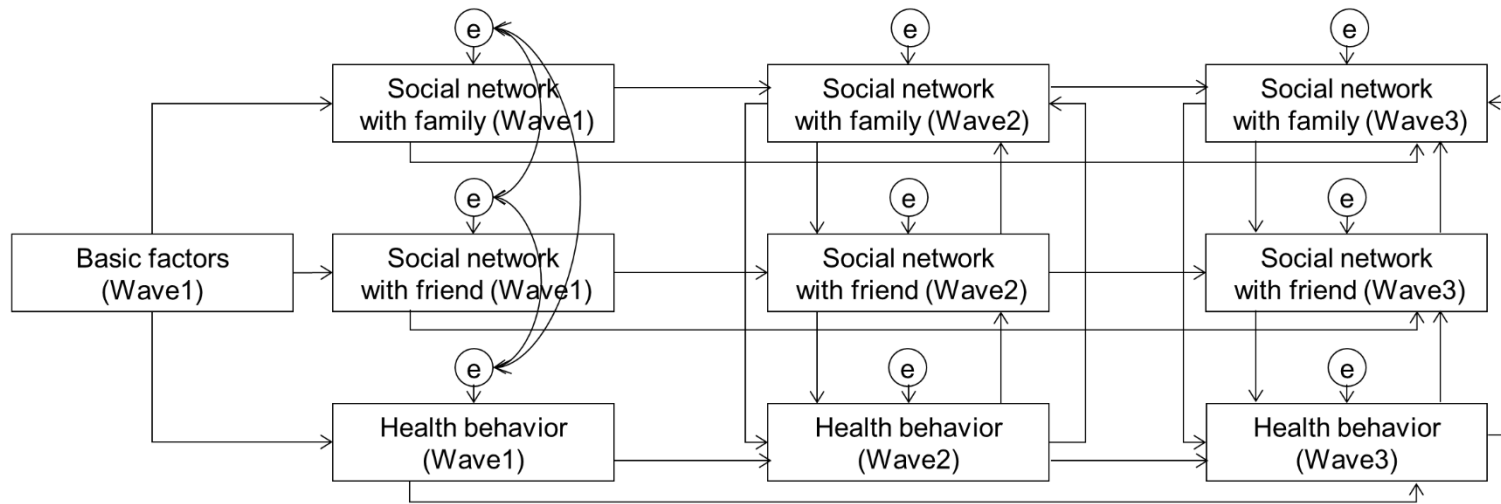 e
e
e
Social network
with family (Wave1)
Social network
with family (Wave2)
Social network
with family (Wave3)
e
e
e
Basic factors
(Wave1)
Social network
with friend (Wave1)
Social network
with friend (Wave2)
Social network
with friend (Wave3)
e
e
e
Health behavior
(Wave1)
Health behavior
(Wave2)
Health behavior
(Wave3)